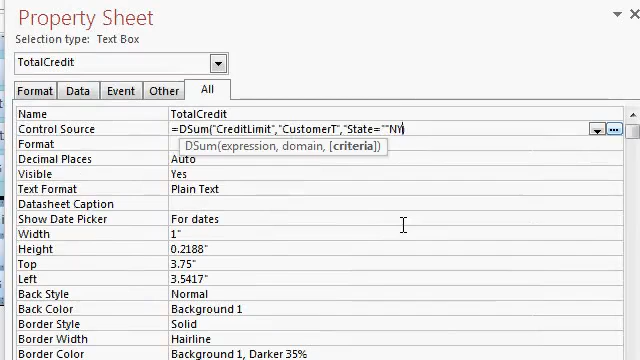 Property Sheet
Selection type: Text Box
TotalCredit
Format Data Event Other All
Name TotalCredit
Control Source =DSum("CreditLimit","CustomerT","State=""NY
Format DSum(expression, domain, [criteria])
Decimal Places Auto
Visible Yes
Text Format Plain Text
Datasheet Caption
Show Date Picker For dates
Width 1"
Height 0.2188"
Top 3.75"
Left 3.5417"
Back Style Normal
Back Color Background 1
Border Style Solid
Border Width Hairline
Border Color Background 1, Darker 35%